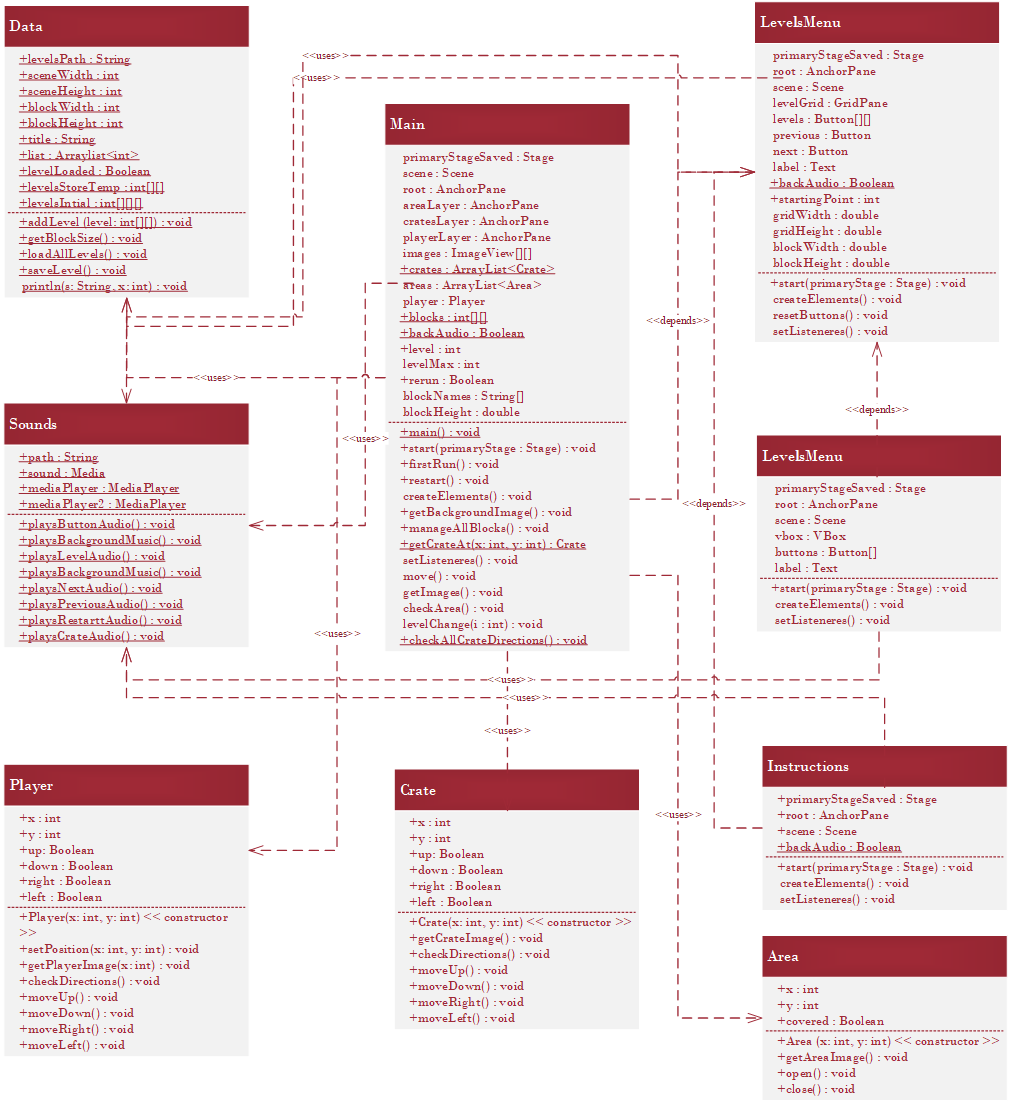 Data
+levelsPath : String
+sceneWidth : int
+sceneHeight : int
+blockWidth : int
+blockHeight : int
+title : String
+list : Arraylist<int>
+levelLoaded : Boolean
+levelsStoreTemp : int[][]
+levelsIntial : int[][][]
+addLevel (level: int[][]) : void
+getBlockSize() : void
+loadAllLevels() : void
+saveLevel() : void
println(s: String, x: int) : void
<<uses>>
<<uses>>
LevelsMenu
primaryStageSaved : Stage
root : AnchorPane
scene : Scene
levelGrid : GridPane
levels : Button[][]
previous : Button
next : Button
label : Text
+backAudio : Boolean
+startingPoint : int
gridWidth : double
gridHeight : double
blockWidth : double
blockHeight : double
+start(primaryStage : Stage) : void
createElements() : void
resetButtons() : void
setListeneres() : void
Main
primaryStageSaved : Stage
scene : Scene
root : AnchorPane
areaLayer : AnchorPane
cratesLayer : AnchorPane
playerLayer : AnchorPane
images : ImageView[][]
+crates : ArrayList<Crate>
areas : ArrayList<Area>
player : Player
+blocks : int[][]
+backAudio : Boolean
+level : int
levelMax : int
+rerun : Boolean
blockNames : String[]
blockHeight : double
+main() : void
+start(primaryStage : Stage) : void
+firstRun() : void
+restart() : void
createElements() : void
+getBackgroundImage() : void
+manageAllBlocks() : void
+getCrateAt(x: int, y: int) : Crate
setListeneres() : void
move() : void
getImages() : void
checkArea() : void
levelChange(i : int) : void
+checkAllCrateDirections() : void
<<depends>>
<<uses>>
<<depends>>
<<uses>>
<<depends>>
Sounds
+path : String
+sound : Media
+mediaPlayer : MediaPlayer
+mediaPlayer2 : MediaPlayer
+playsButtonAudio() : void
+playsBackgroundMusic() : void
+playsLevelAudio() : void
+playsBackgroundMusic() : void
+playsNextAudio() : void
+playsPreviousAudio() : void
+playsRestarttAudio() : void
+playsCrateAudio() : void
LevelsMenu
primaryStageSaved : Stage
root : AnchorPane
scene : Scene
vbox : VBox
buttons : Button[]
label : Text
+start(primaryStage : Stage) : void
createElements() : void
setListeneres() : void
<<uses>>
<<uses>>
<<uses>>
<<uses>>
<<uses>>
Player
+x : int
+y : int
+up: Boolean
+down : Boolean
+right : Boolean
+left : Boolean
+Player(x: int, y: int) << constructor
>>
+setPosition(x: int, y: int) : void
+getPlayerImage(x: int) : void
+checkDirections() : void
+moveUp() : void
+moveDown() : void
+moveRight() : void
+moveLeft() : void
Crate
+x : int
+y : int
+up: Boolean
+down : Boolean
+right : Boolean
+left : Boolean
+Crate(x: int, y: int) << constructor >>
+getCrateImage() : void
+checkDirections() : void
+moveUp() : void
+moveDown() : void
+moveRight() : void
+moveLeft() : void
Instructions
+primaryStageSaved : Stage
+root : AnchorPane
+scene : Scene
+backAudio : Boolean
+start(primaryStage : Stage) : void
createElements() : void
setListeneres() : void
Area
+x : int
+y : int
+covered : Boolean
+Area (x: int, y: int) << constructor >>
+getAreaImage() : void
+open() : void
+close() : void